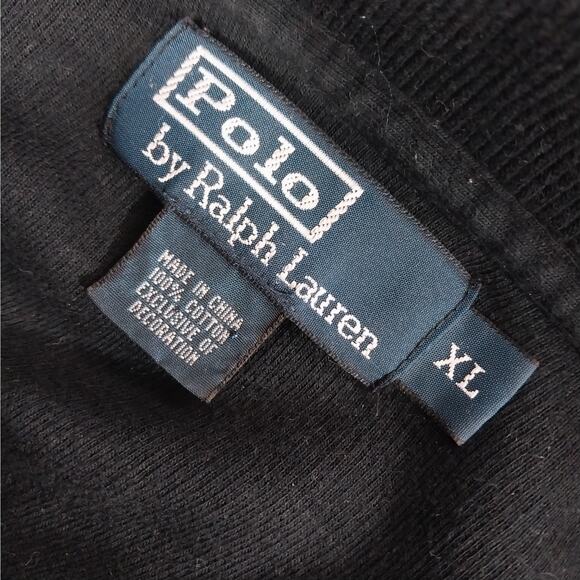 Polo
by Ralph Lauren
XL
MADE IN CHINA
100% COTTON
EXCLUSIVE OF
DECORATION